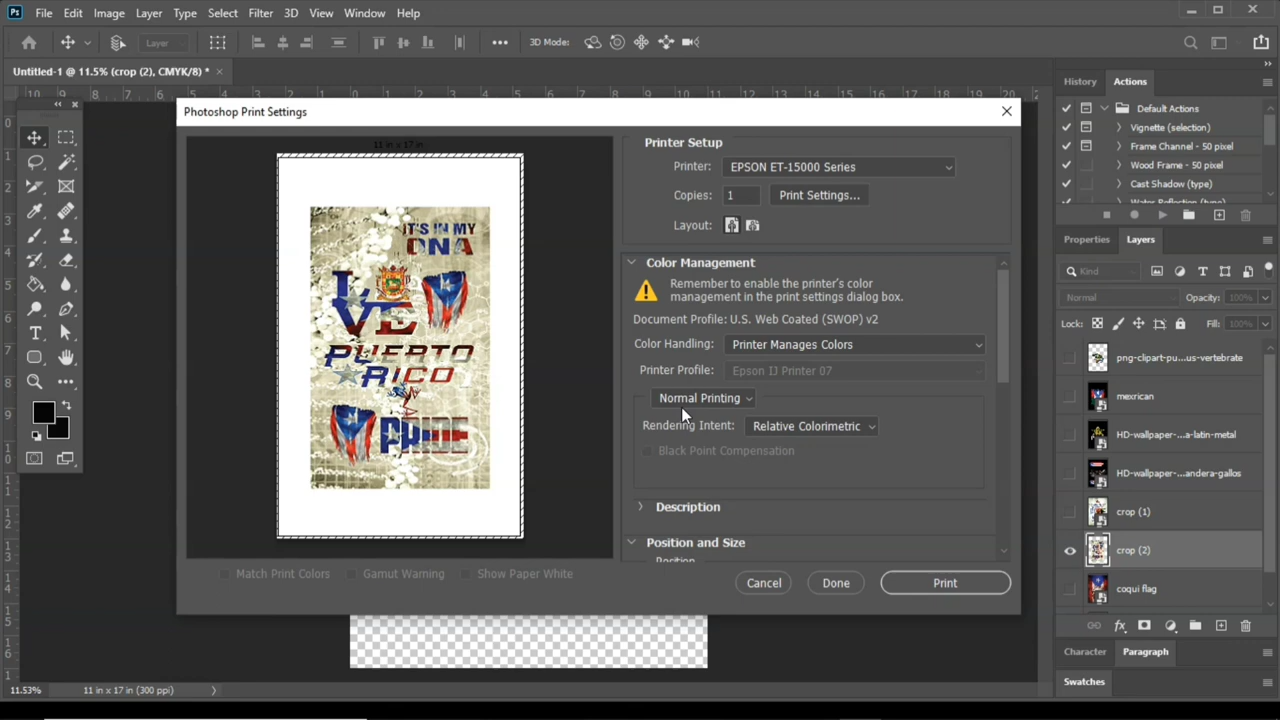 Ps File Edit Image Layer Type Select Filter 3D View Window Help
Layer 3D Mode:
Untitled-1 @ 11.5% (crop (2), CMYK/8) *
Photoshop Print Settings
11 in x 17 in
IT'S IN MY
DNA
LOVE
PUERTO
RICO
PRIDE
Match Print Colors Gamut Warning Show Paper White
Printer Setup
Printer: EPSON ET-15000 Series
Copies: 1 Print Settings...
Layout:
Color Management
Remember to enable the printer's color
management in the print settings dialog box.
Document Profile: U.S. Web Coated (SWOP) v2
Color Handling: Printer Manages Colors
Printer Profile: Epson IJ Printer 07
Normal Printing
Rendering Intent: Relative Colorimetric
Black Point Compensation
Description
Position and Size
Position
Cancel Done Print
History Actions
Default Actions
Vignette (selection)
Frame Channel - 50 pixel
Wood Frame - 50 pixel
Cast Shadow (type)
Water Reflection (type)
Properties Layers
Kind
Normal Opacity: 100%
Lock: Fill: 100%
png-clipart-pu...us-vertebrate
mexrican
HD-wallpaper-...a-latin-metal
HD-wallpaper-...andera-gallos
crop (1)
crop (2)
coqui flag
fx
Character Paragraph
Swatches
11.53% 11 in x 17 in (300 ppi)